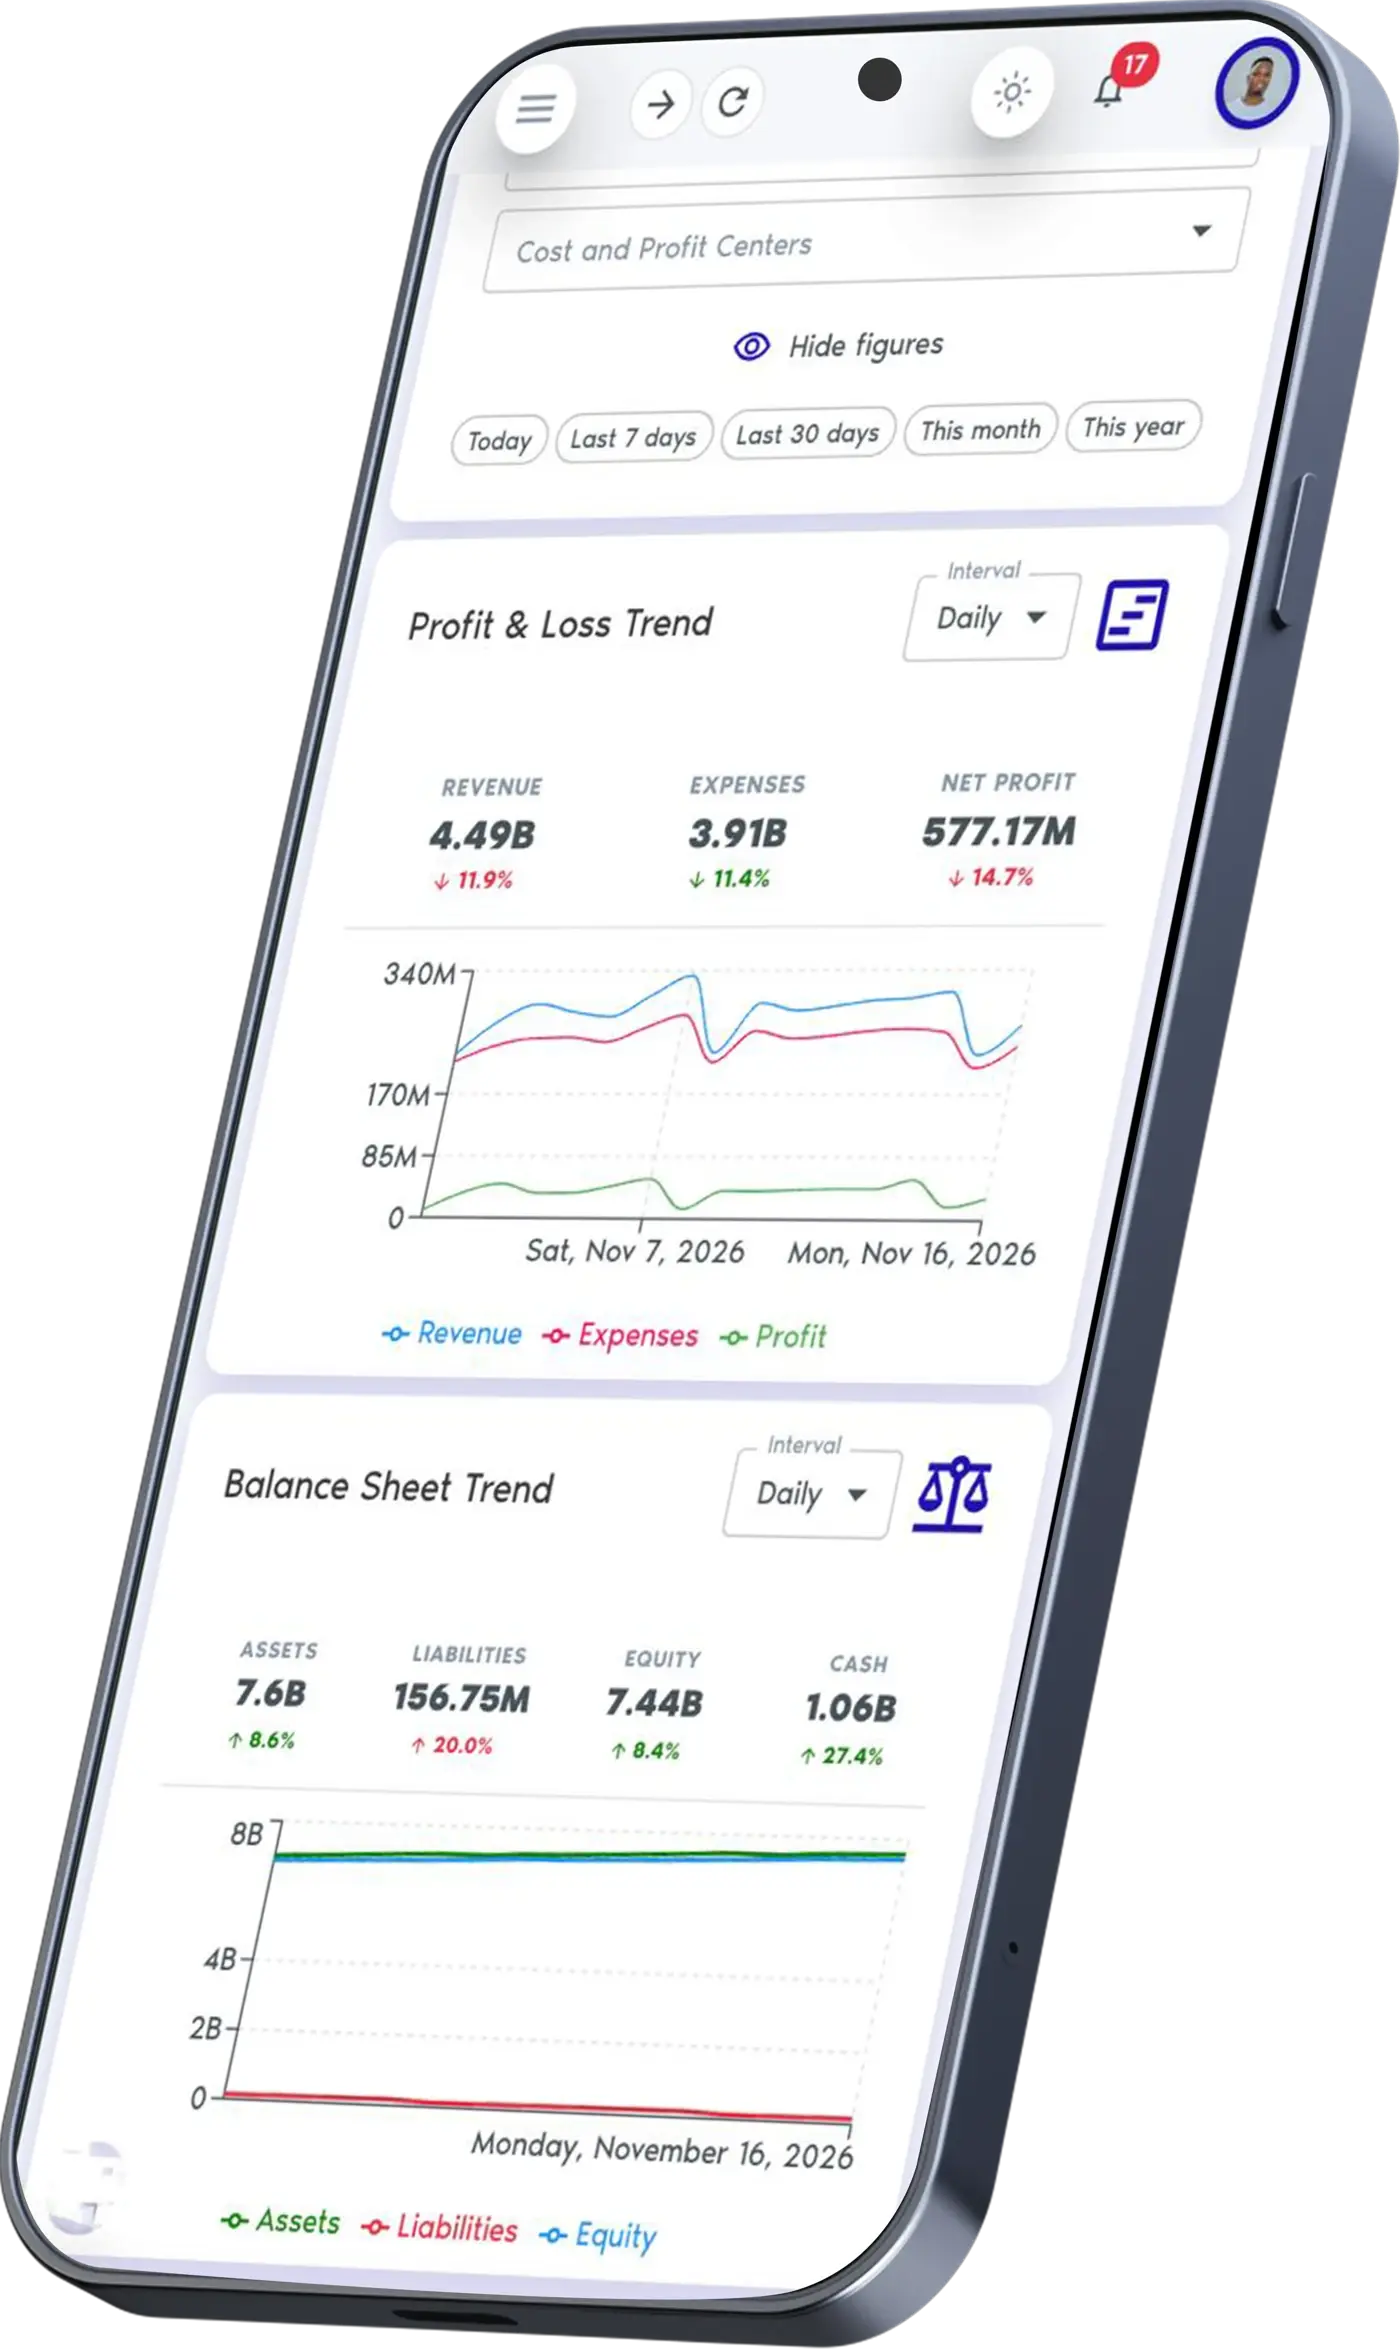 17
Cost and Profit Centers
Hide figures
Today Last 7 days Last 30 days This month This year
Profit & Loss Trend
Interval
Daily
REVENUE EXPENSES NET PROFIT
4.49B 3.91B 577.17M
↓ 11.9% ↓ 11.4% ↓ 14.7%
340M
170M
85M
0
Sat, Nov 7, 2026 Mon, Nov 16, 2026
Revenue Expenses Profit
Balance Sheet Trend
Interval
Daily
ASSETS LIABILITIES EQUITY CASH
7.6B 156.75M 7.44B 1.06B
↑ 8.6% ↑ 20.0% ↑ 8.4% ↑ 27.4%
8B
4B
2B
0
Monday, November 16, 2026
Assets Liabilities Equity